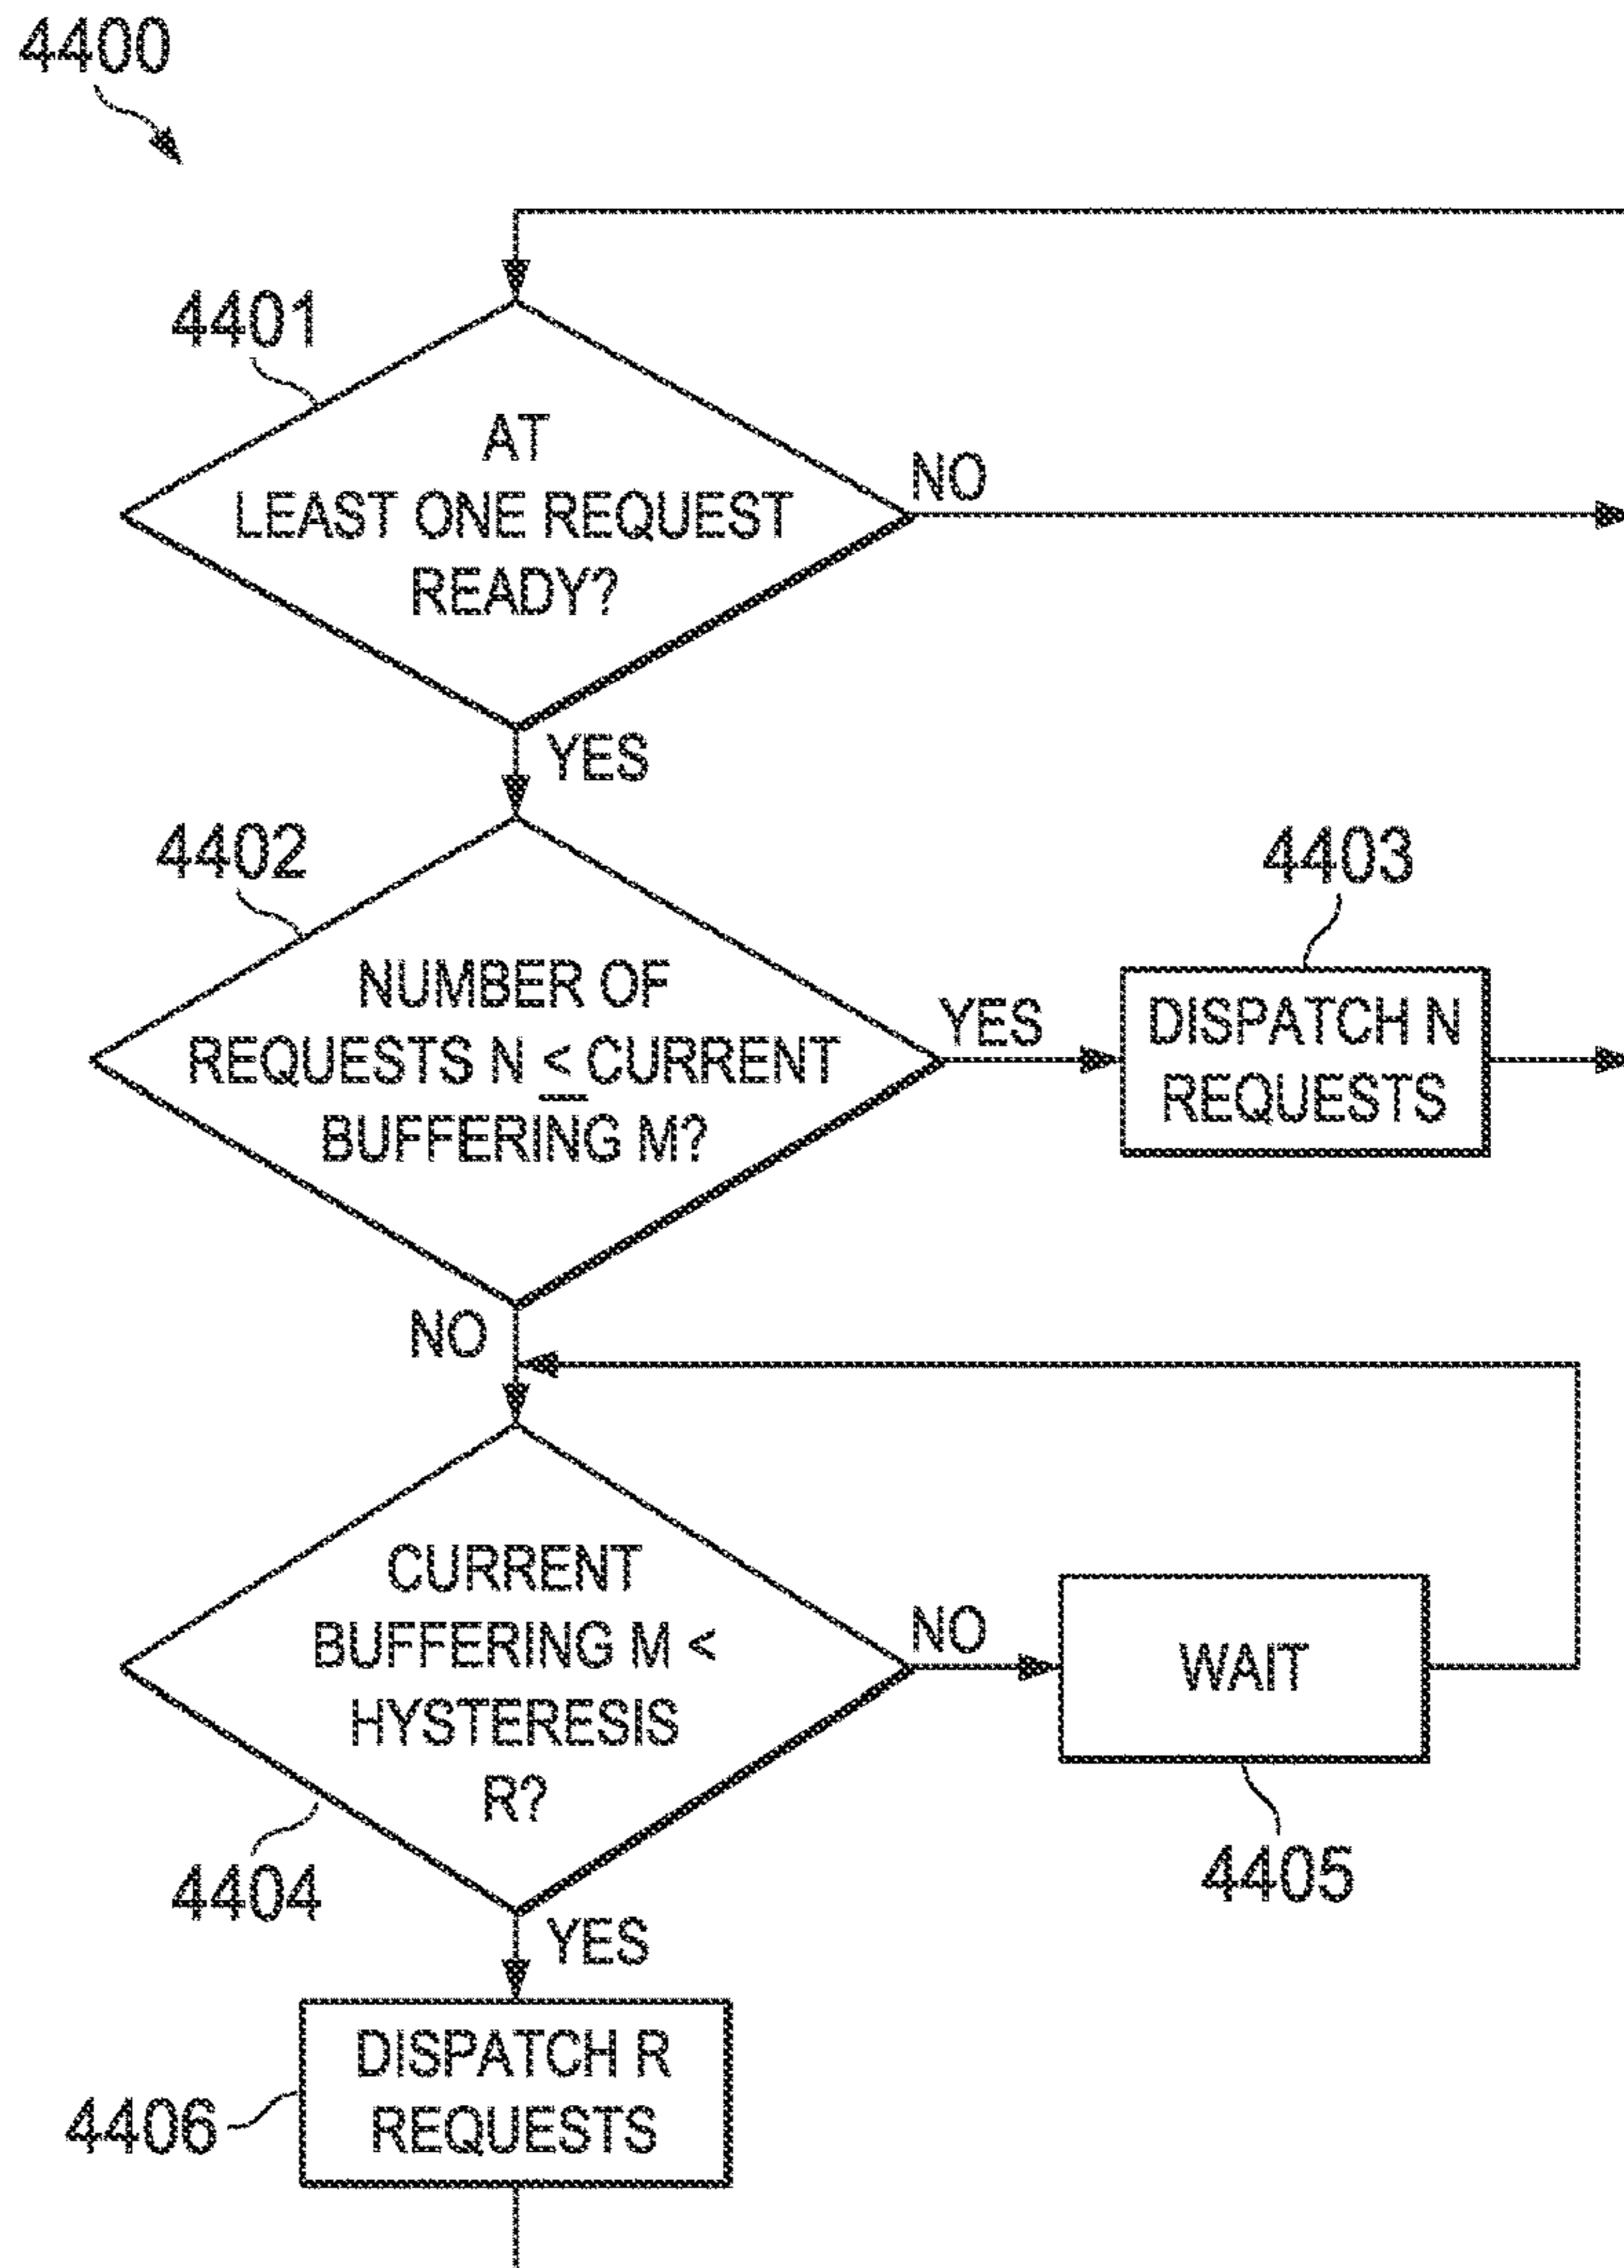 4400
4401
AT
LEAST ONE REQUEST
READY?
NO
YES
4402
NUMBER OF
REQUESTS N ≤ CURRENT
BUFFERING M?
YES
4403
DISPATCH N
REQUESTS
NO
CURRENT
BUFFERING M <
HYSTERESIS
R?
NO
WAIT
4404
4405
YES
DISPATCH R
REQUESTS
4406